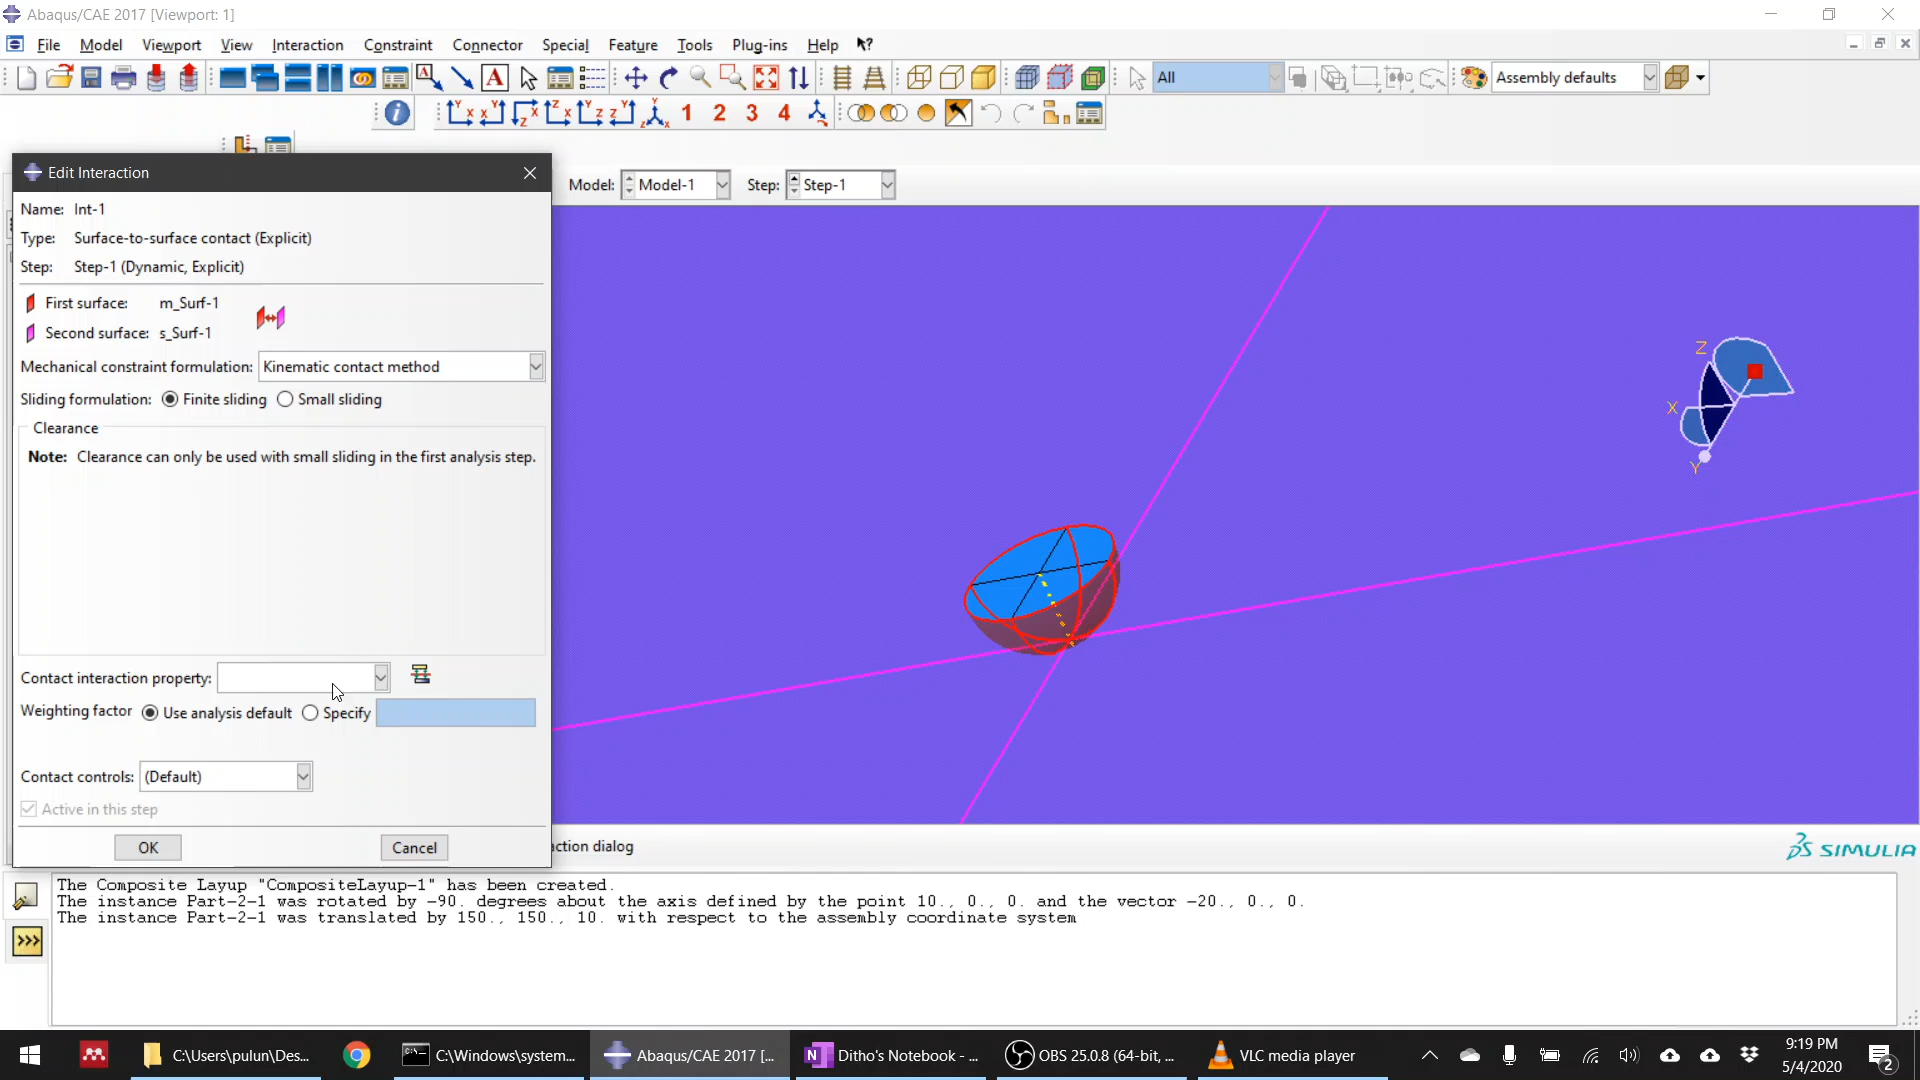 Abaqus/CAE 2017 [Viewport: 1]
File Model Viewport View Interaction Constraint Connector Special Feature Tools Plug-ins Help
All
Assembly defaults
1 2 3 4
Edit Interaction
Model: Model-1 Step: Step-1
Name: Int-1
Type: Surface-to-surface contact (Explicit)
Step: Step-1 (Dynamic, Explicit)
First surface: m_Surf-1
Second surface: s_Surf-1
Mechanical constraint formulation: Kinematic contact method
Sliding formulation: Finite sliding Small sliding
Clearance
Note: Clearance can only be used with small sliding in the first analysis step.
Z
X
Y
Contact interaction property:
Weighting factor Use analysis default Specify
Contact controls: (Default)
Active in this step
OK Cancel
ction dialog
SIMULIA
The Composite Layup "CompositeLayup-1" has been created.
The instance Part-2-1 was rotated by -90. degrees about the axis defined by the point 10., 0., 0. and the vector -20., 0., 0.
The instance Part-2-1 was translated by 150., 150., 10. with respect to the assembly coordinate system
C:\Users\pulun\Des...
C:\Windows\system...
Abaqus/CAE 2017 [...
Ditho's Notebook - ...
OBS 25.0.8 (64-bit, ...
VLC media player
9:19 PM
5/4/2020
2